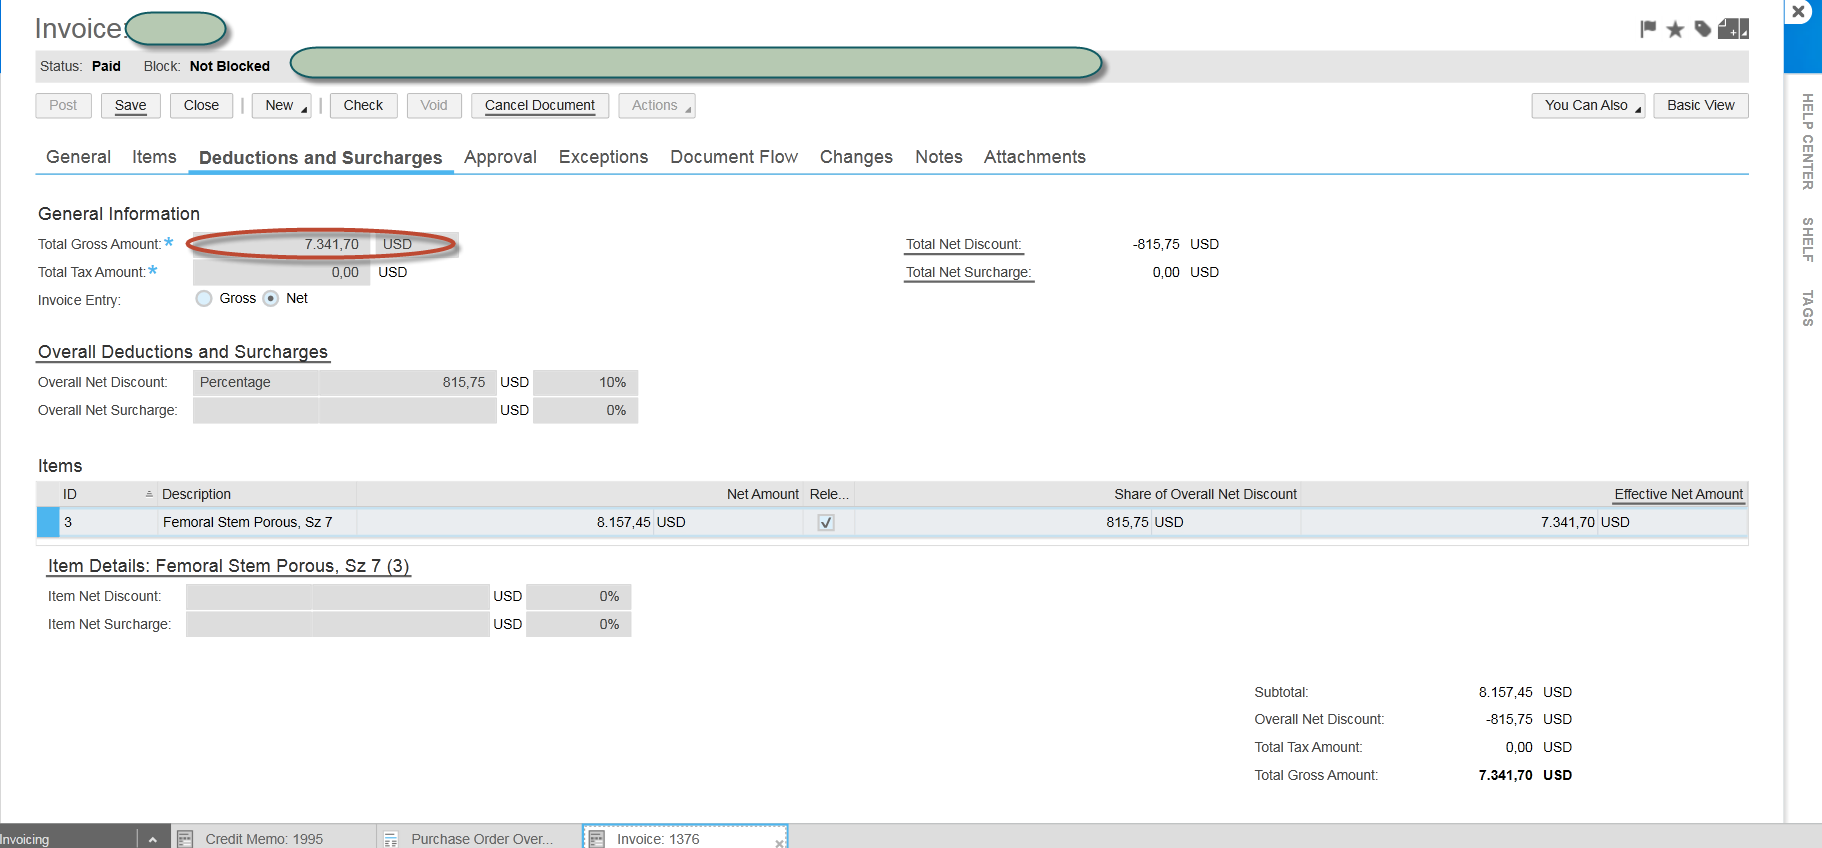 Invoice:
Status: Paid Block: Not Blocked
Post Save Close New Check Void Cancel Document Actions You Can Also Basic View
General Items Deductions and Surcharges Approval Exceptions Document Flow Changes Notes Attachments
General Information
Total Gross Amount:* 7.341,70 USD Total Net Discount: -815,75 USD
Total Tax Amount:* 0,00 USD Total Net Surcharge: 0,00 USD
Invoice Entry: Gross Net
Overall Deductions and Surcharges
Overall Net Discount: Percentage 815,75 USD 10%
Overall Net Surcharge: USD 0%
Items
ID Description Net Amount Rele... Share of Overall Net Discount Effective Net Amount
3 Femoral Stem Porous, Sz 7 8.157,45 USD 815,75 USD 7.341,70 USD
Item Details: Femoral Stem Porous, Sz 7 (3)
Item Net Discount: USD 0%
Item Net Surcharge: USD 0%
Subtotal: 8.157,45 USD
Overall Net Discount: -815,75 USD
Total Tax Amount: 0,00 USD
Total Gross Amount: 7.341,70 USD
Invoicing Credit Memo: 1995 Purchase Order Over... Invoice: 1376
HELP CENTER
SHELF
TAGS